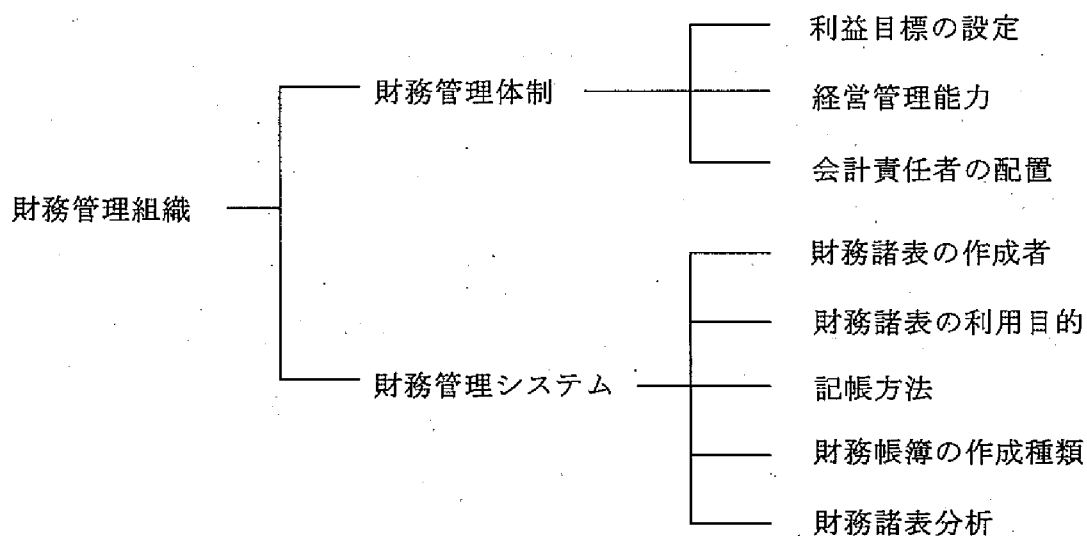 利益目標の設定
財務管理体制
経営管理能力
会計責任者の配置
財務管理組織
財務諸表の作成者
財務諸表の利用目的
財務管理システム
記帳方法
財務帳簿の作成種類
財務諸表分析